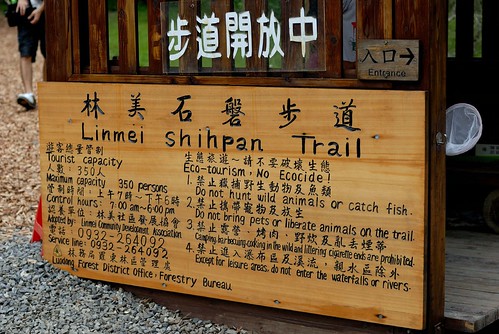 步道開放中
入口→
Entrance
林美石磐步道
Linmei Shihpan Trail
遊客總量管制
Tourist capacity
人數：350人
Maximum capacity 350 persons
管制時間：上午7時－下午6時
Control hours: 7:00 am-6:00 pm
認養單位：林美社區發展協會
Adopted by: Linmei Community Development Association
電話：0932-264092
Service line: 0932-264092
林務局羅東林區管理處
Luodong Forest District Office, Forestry Bureau
生態旅遊－請不要破壞生態
Eco-tourism, No Ecocide!
1. 禁止獵捕野生動物及魚類
Do not hunt wild animals or catch fish.
2. 禁止攜帶寵物及放生
Do not bring pets or liberate animals on the trail.
3. 禁止露營、烤肉、野炊及亂丟煙蒂
Camping, barbecuing, cooking in the wild and littering cigarette ends are prohibited.
4. 禁止進入瀑布區及溪流，親水區除外
Except for leisure areas, do not enter the waterfalls or rivers.